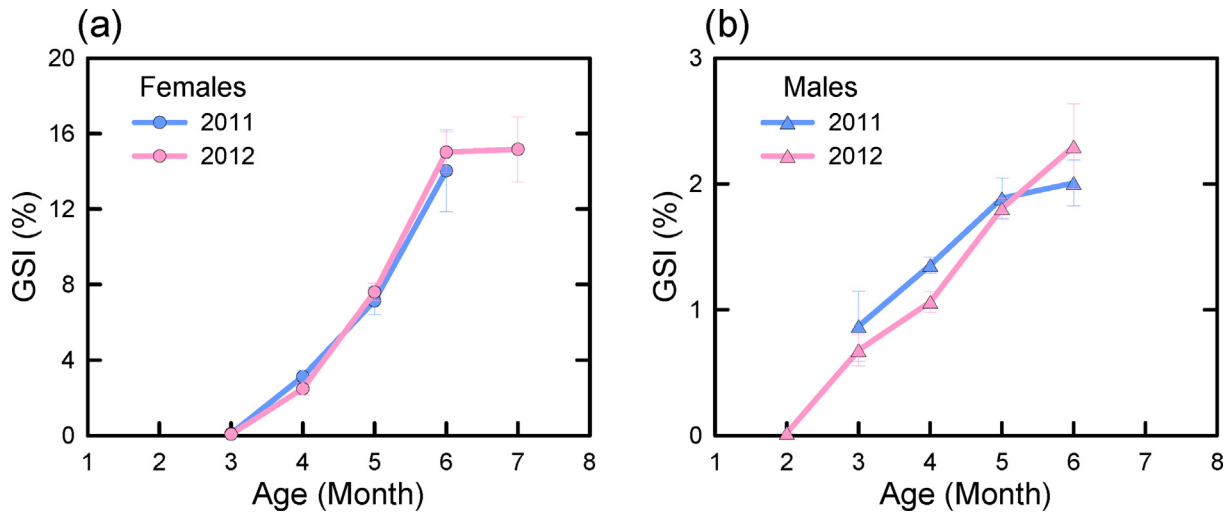 (a)
GSI (%)
20
16
12
8
4
0
Females
2011
2012
1 2 3 4 5 6 7 8
Age (Month)
(b)
GSI (%)
3
2
1
0
Males
2011
2012
1 2 3 4 5 6 7 8
Age (Month)